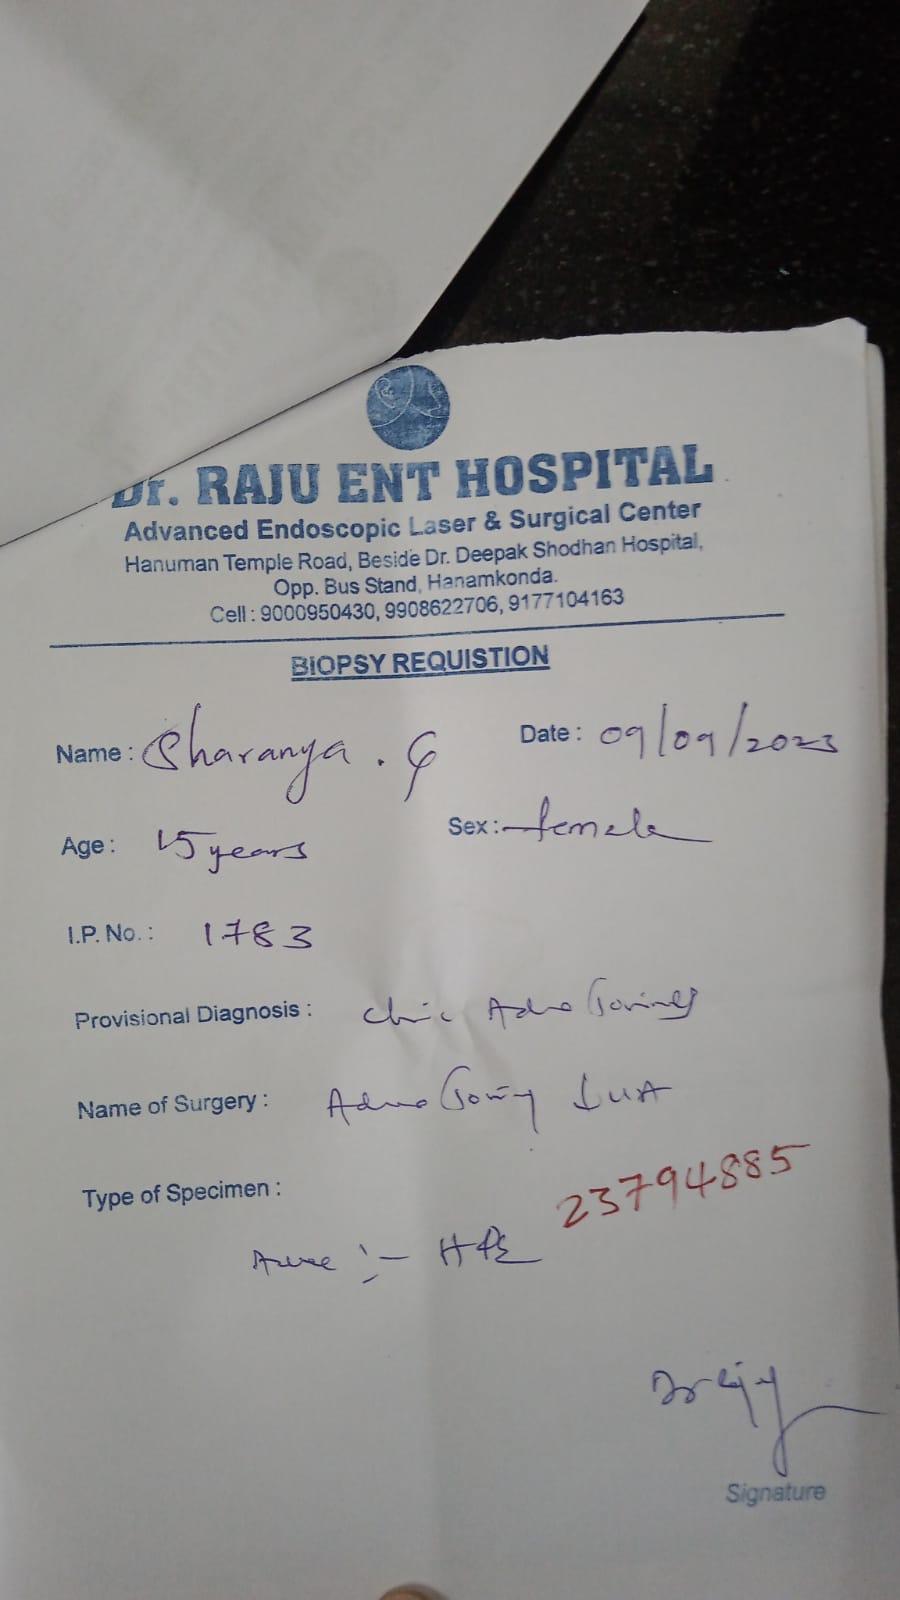 Dr. RAJU ENT HOSPITAL
Advanced Endoscopic Laser & Surgical Center
Hanuman Temple Road, Beside Dr. Deepak Shodhan Hospital,
Opp. Bus Stand, Hanamkonda.
Cell : 9000950430, 9908622706, 9177104163
BIOPSY REQUISTION
Name : Sharanya . G Date : 09/09/2023
Age : 15 years Sex : female
I.P. No. : 1783
Provisional Diagnosis :
Name of Surgery :
Type of Specimen :
23794885
:- HPE
Signature